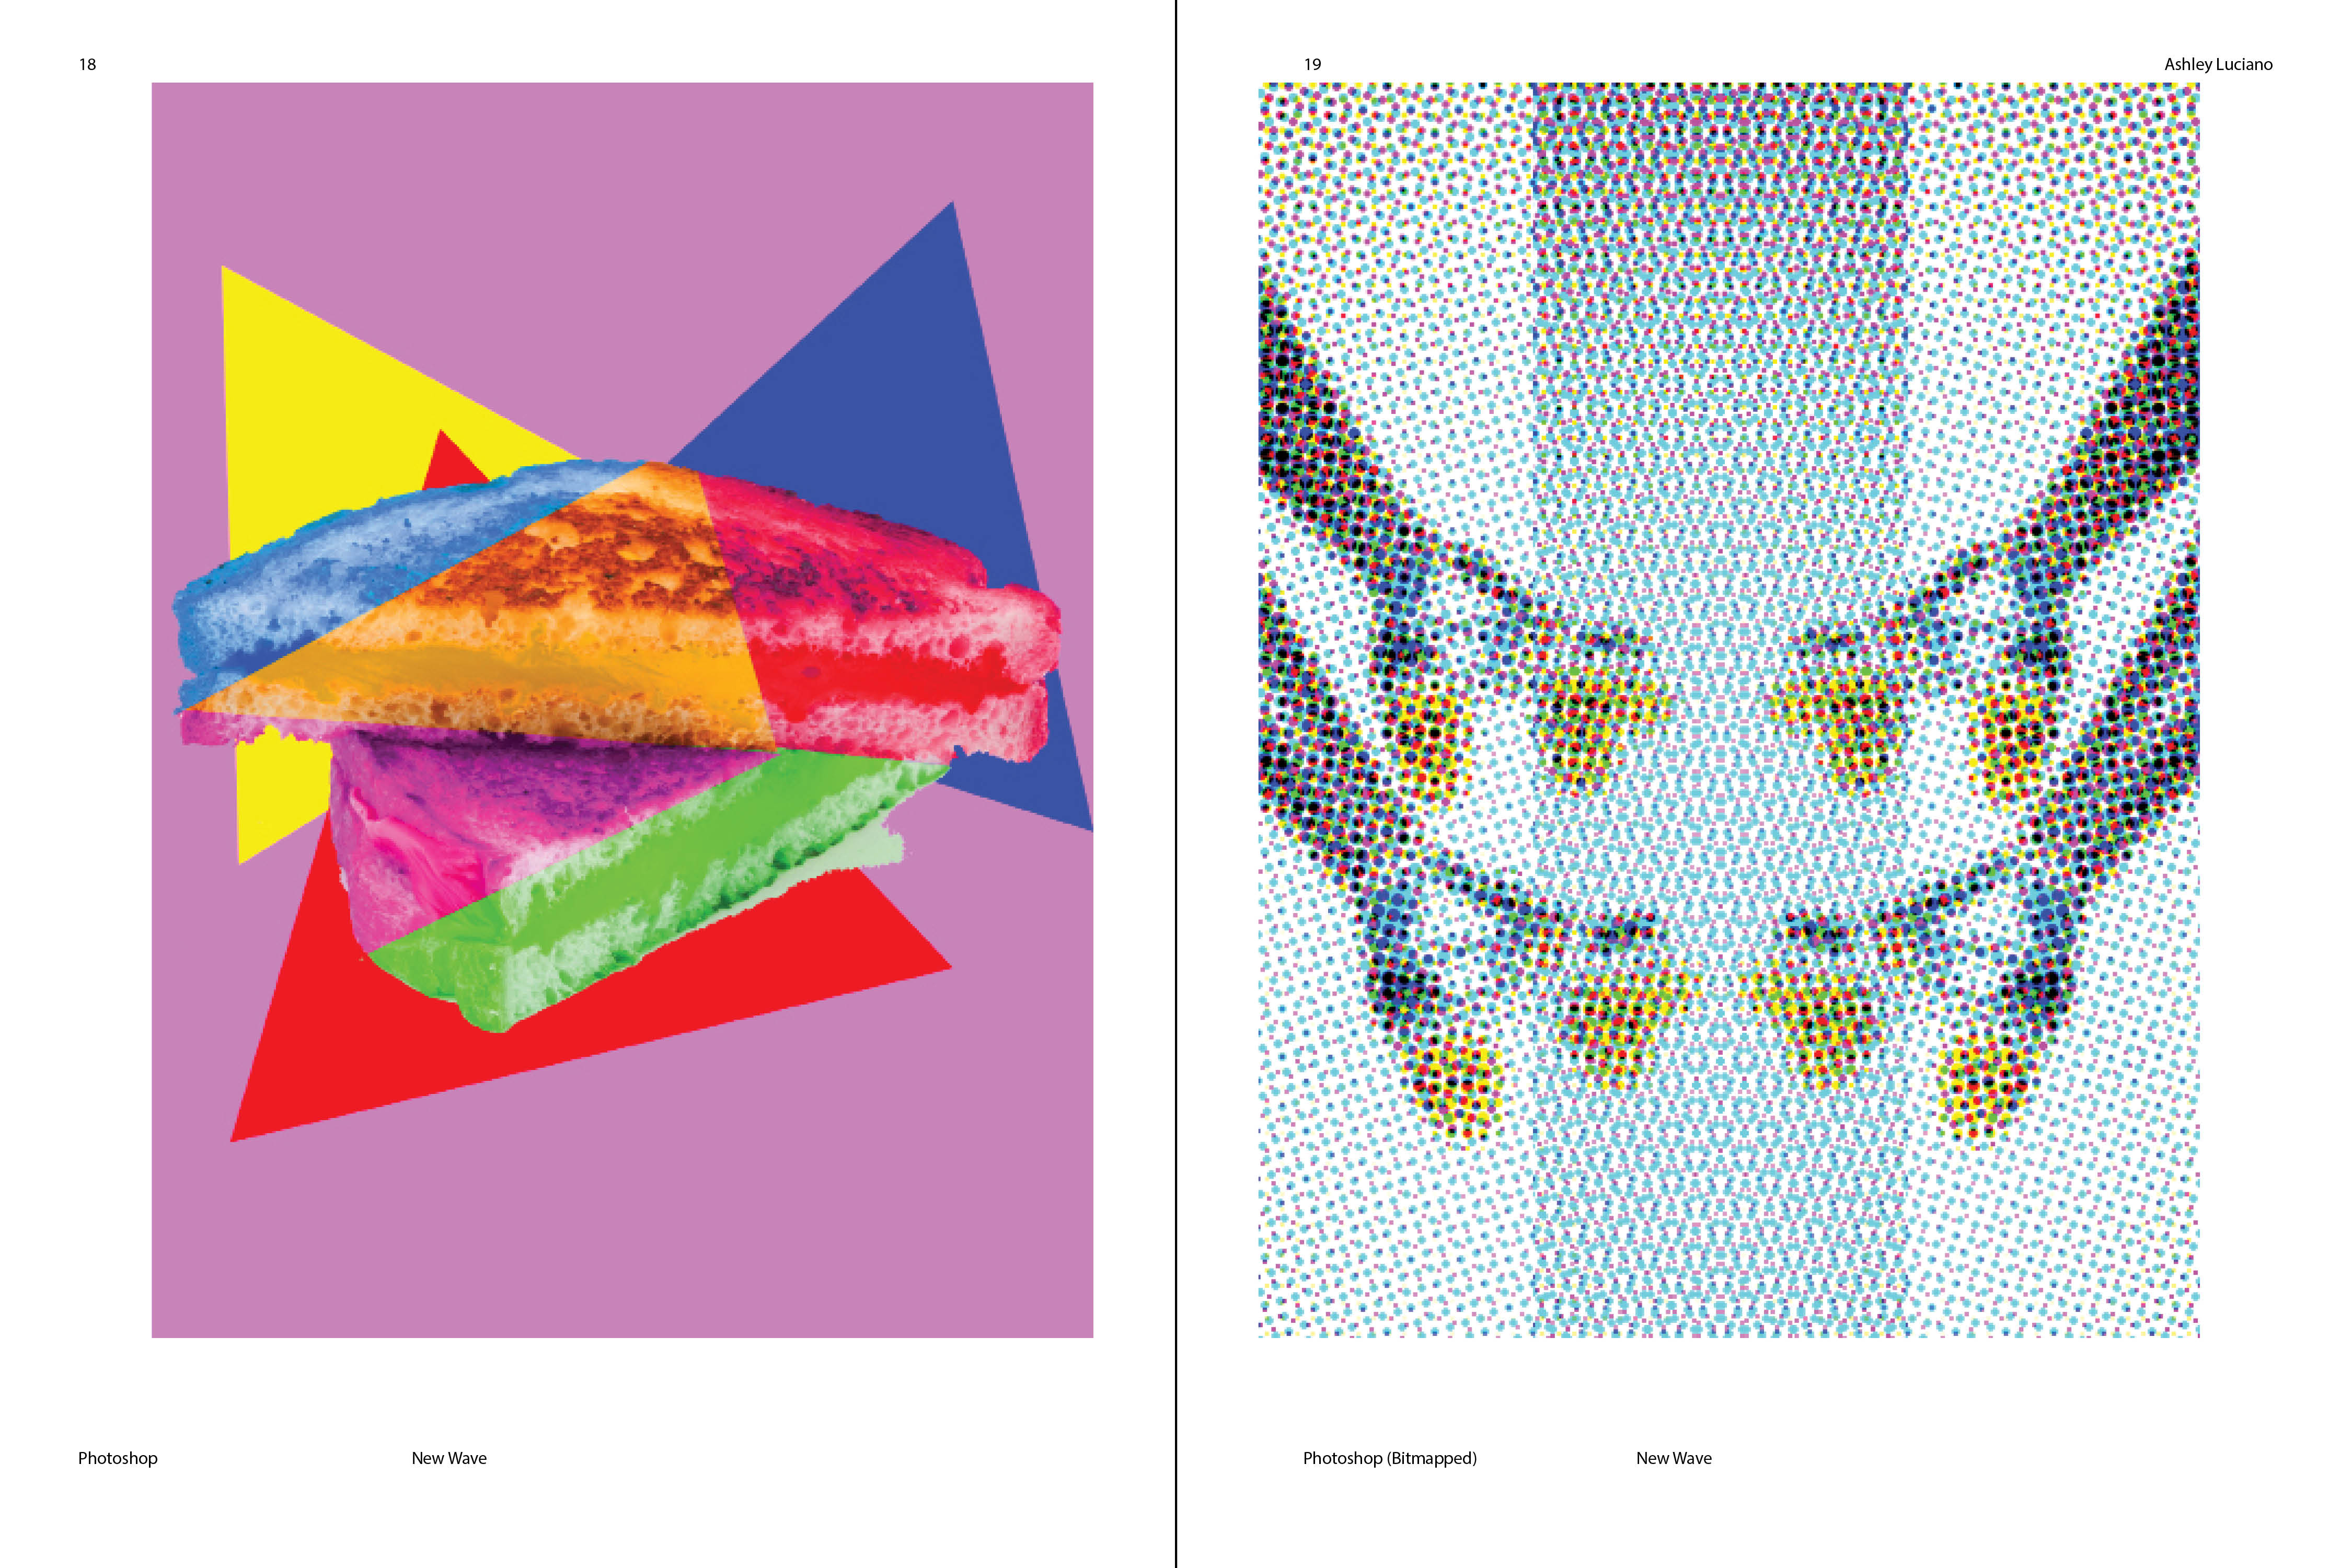 18
Photoshop
New Wave
19
Ashley Luciano
Photoshop (Bitmapped)
New Wave